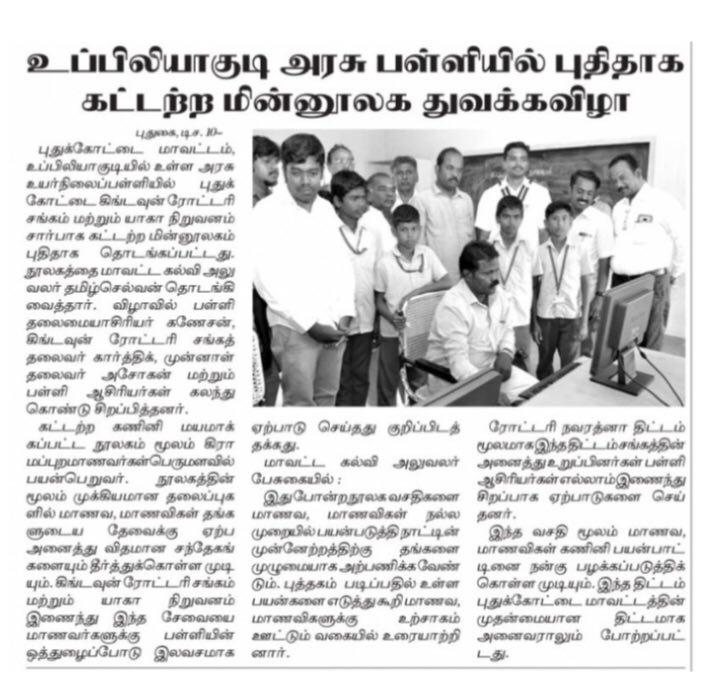 உப்பிலியாகுடி அரசு பள்ளியில் புதிதாக
கட்டற்ற மின்னூலக துவக்கவிழா
புதுகை, டிச. 10–
புதுக்கோட்டை மாவட்டம்,
உப்பிலியாகுடியில் உள்ள அரசு
உயர்நிலைப்பள்ளியில் புதுக்
கோட்டை கிங்டவுன் ரோட்டரி
சங்கம் மற்றும் யாகா நிறுவனம்
சார்பாக கட்டற்ற மின்னூலகம்
புதிதாக தொடங்கப்பட்டது.
நூலகத்தை மாவட்ட கல்வி அலு
வலர் தமிழ்செல்வன் தொடங்கி
வைத்தார். விழாவில் பள்ளி
தலைமையாசிரியர் கணேசன்,
கிங்டவுன் ரோட்டரி சங்கத்
தலைவர் கார்த்திக், முன்னாள்
தலைவர் அசோகன் மற்றும்
பள்ளி ஆசிரியர்கள் கலந்து
கொண்டு சிறப்பித்தனர்.
கட்டற்ற கணினி மயமாக்
கப்பட்ட நூலகம் மூலம் கிரா
மப்புற மாணவர்கள் பெருமளவில்
பயன்பெறுவர். நூலகத்தின்
மூலம் முக்கியமான தலைப்புக
ளில் மாணவ, மாணவிகள் தங்க
ளுடைய தேவைக்கு ஏற்ப
அனைத்து விதமான சந்தேகங்
களையும் தீர்த்துக்கொள்ள முடி
யும். கிங்டவுன் ரோட்டரி சங்கம்
மற்றும் யாகா நிறுவனம்
இணைந்து இந்த சேவையை
மாணவர்களுக்கு பள்ளியின்
ஒத்துழைப்போடு இலவசமாக
ஏற்பாடு செய்தது குறிப்பிடத்
தக்கது.
மாவட்ட கல்வி அலுவலர்
பேசுகையில் :
இதுபோன்ற நூலக வசதிகளை
மாணவ, மாணவிகள் நல்ல
முறையில் பயன்படுத்தி நாட்டின்
முன்னேற்றத்திற்கு தங்களை
முழுமையாக அற்பணிக்க வேண்
டும். புத்தகம் படிப்பதில் உள்ள
பயன்களை எடுத்து கூறி மாணவ,
மாணவிகளுக்கு உற்சாகம்
ஊட்டும் வகையில் உரையாற்றி
னார்.
ரோட்டரி நவரத்னா திட்டம்
மூலமாக இந்த திட்டம் சங்கத்தின்
அனைத்து உறுப்பினர்கள் பள்ளி
ஆசிரியர்கள் எல்லாம் இணைந்து
சிறப்பாக ஏற்பாடுகளை செய்
தனர்.
இந்த வசதி மூலம் மாணவ,
மாணவிகள் கணினி பயன்பாட்
டினை நன்கு பழக்கப்படுத்திக்
கொள்ள முடியும். இந்த திட்டம்
புதுக்கோட்டை மாவட்டத்தின்
முதன்மையான திட்டமாக
அனைவராலும் போற்றப்பட்
டது.